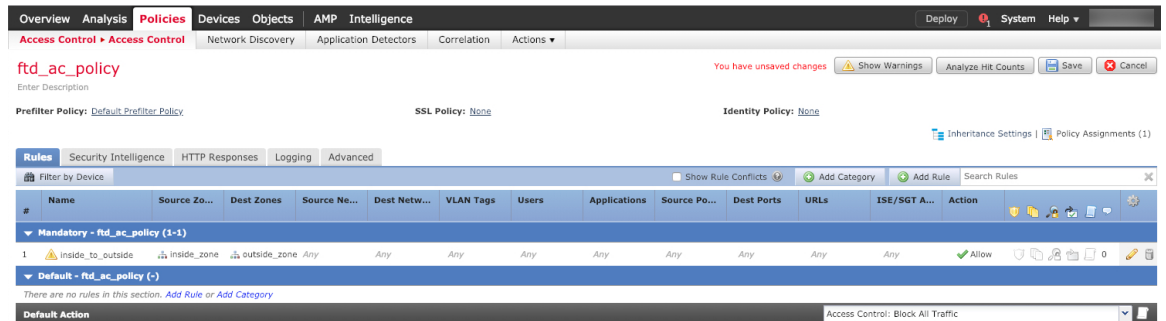 Overview Analysis Policies Devices Objects AMP Intelligence Deploy 1 System Help
Access Control ▸ Access Control Network Discovery Application Detectors Correlation Actions
ftd_ac_policy You have unsaved changes Show Warnings Analyze Hit Counts Save Cancel
Enter Description
Prefilter Policy: Default Prefilter Policy SSL Policy: None Identity Policy: None
Inheritance Settings | Policy Assignments (1)
Rules Security Intelligence HTTP Responses Logging Advanced
Filter by Device Show Rule Conflicts Add Category Add Rule Search Rules
# Name Source Zo... Dest Zones Source Ne... Dest Netw... VLAN Tags Users Applications Source Po... Dest Ports URLs ISE/SGT A... Action
Mandatory - ftd_ac_policy (1-1)
1 inside_to_outside inside_zone outside_zone Any Any Any Any Any Any Any Any Any Allow 0
Default - ftd_ac_policy (-)
There are no rules in this section. Add Rule or Add Category
Default Action Access Control: Block All Traffic